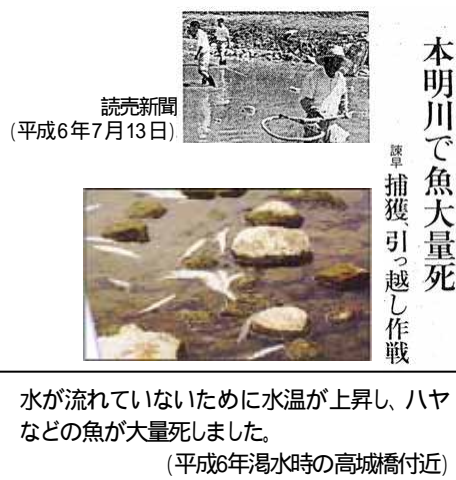 本明川で魚大量死
諫早
捕獲、引っ越し作戦
読売新聞
(平成6年7月13日)
水が流れていないために水温が上昇し、ハヤ
などの魚が大量死しました。
(平成6年渇水時の高城橋付近)